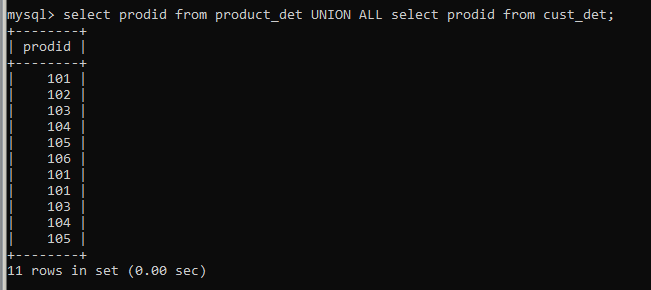 mysql> select prodid from product_det UNION ALL select prodid from cust_det;
+--------+
| prodid |
+--------+
|    101 |
|    102 |
|    103 |
|    104 |
|    105 |
|    106 |
|    101 |
|    101 |
|    103 |
|    104 |
|    105 |
+--------+
11 rows in set (0.00 sec)